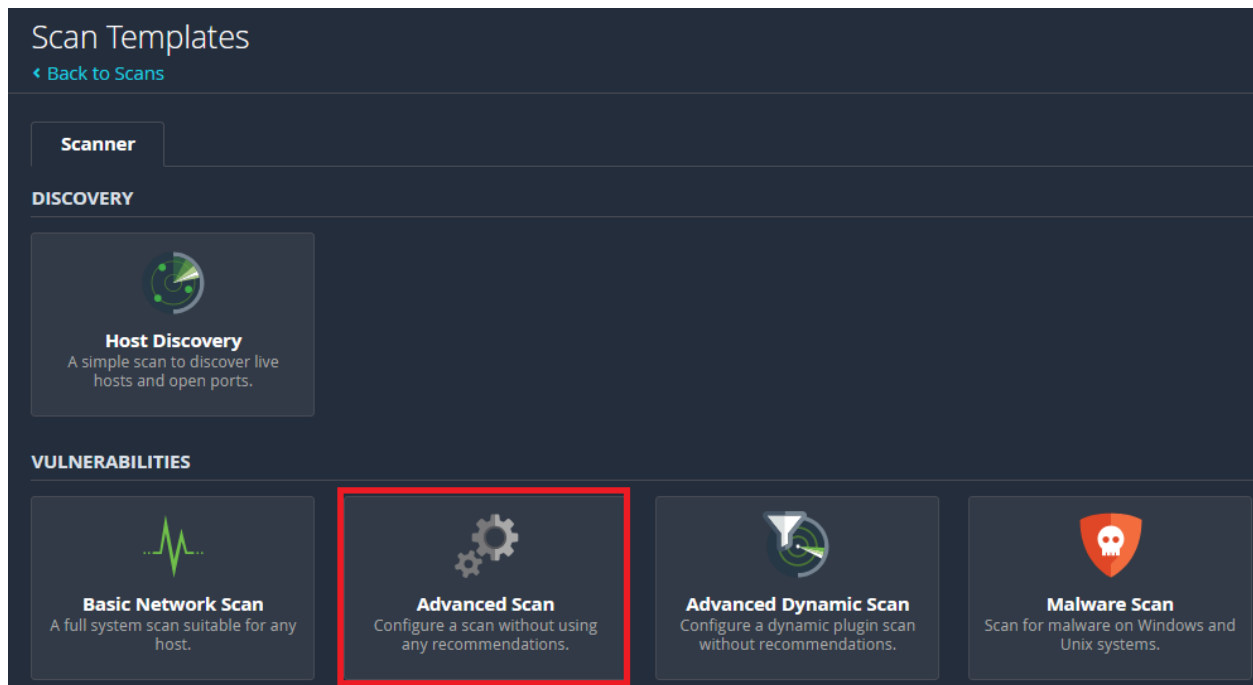 Scan Templates
Back to Scans
Scanner
DISCOVERY
Host Discovery
A simple scan to discover live
hosts and open ports.
VULNERABILITIES
Basic Network Scan
A full system scan suitable for any
host.
Advanced Scan
Configure a scan without using
any recommendations.
Advanced Dynamic Scan
Configure a dynamic plugin scan
without recommendations.
Malware Scan
Scan for malware on Windows and
Unix systems.